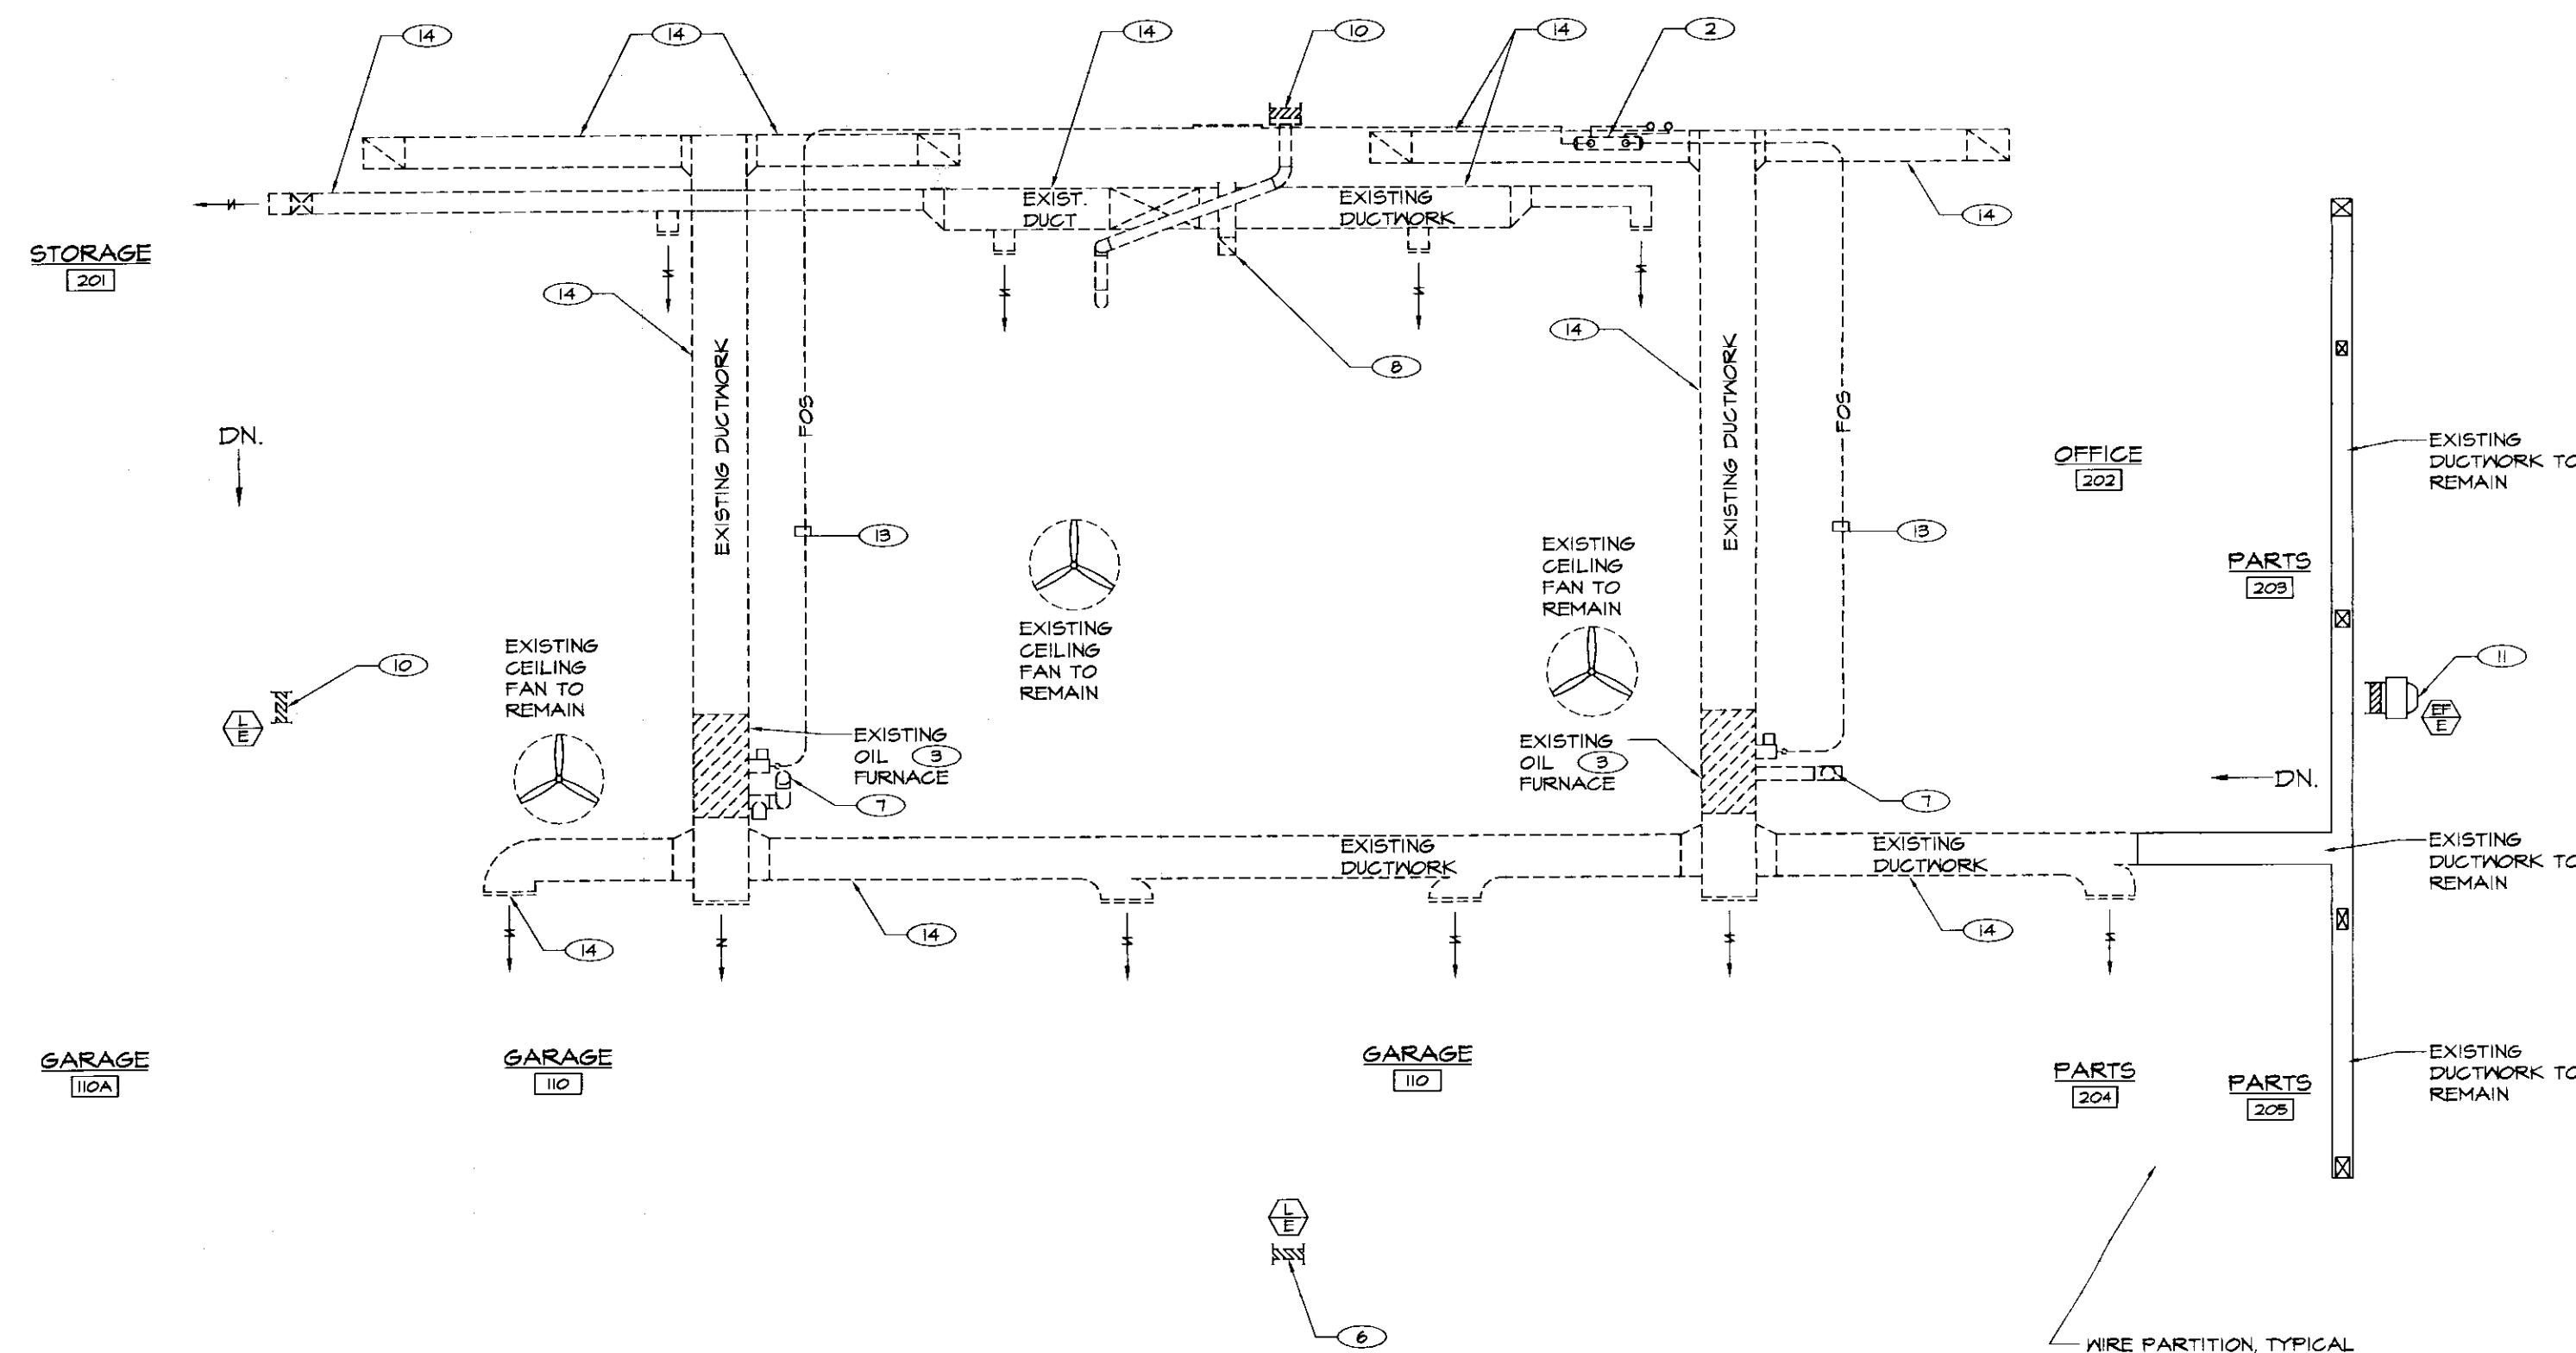 14
14
14
10
14
2
EXIST.
DUCT
EXISTING
DUCTWORK
14
STORAGE
201
14
EXISTING DUCTWORK
FOS
8
14
EXISTING DUCTWORK
FOS
DN.
OFFICE
202
EXISTING
DUCTWORK TO
REMAIN
13
13
EXISTING
CEILING
FAN TO
REMAIN
PARTS
203
EXISTING
CEILING
FAN TO
REMAIN
EXISTING
CEILING
FAN TO
REMAIN
10
L
E
11
EF
E
EXISTING
OIL 3
FURNACE
7
EXISTING
OIL 3
FURNACE
7
DN.
EXISTING
DUCTWORK
EXISTING
DUCTWORK
EXISTING
DUCTWORK TO
REMAIN
14
14
14
GARAGE
110A
GARAGE
110
GARAGE
110
PARTS
204
PARTS
205
EXISTING
DUCTWORK TO
REMAIN
L
E
6
WIRE PARTITION, TYPICAL